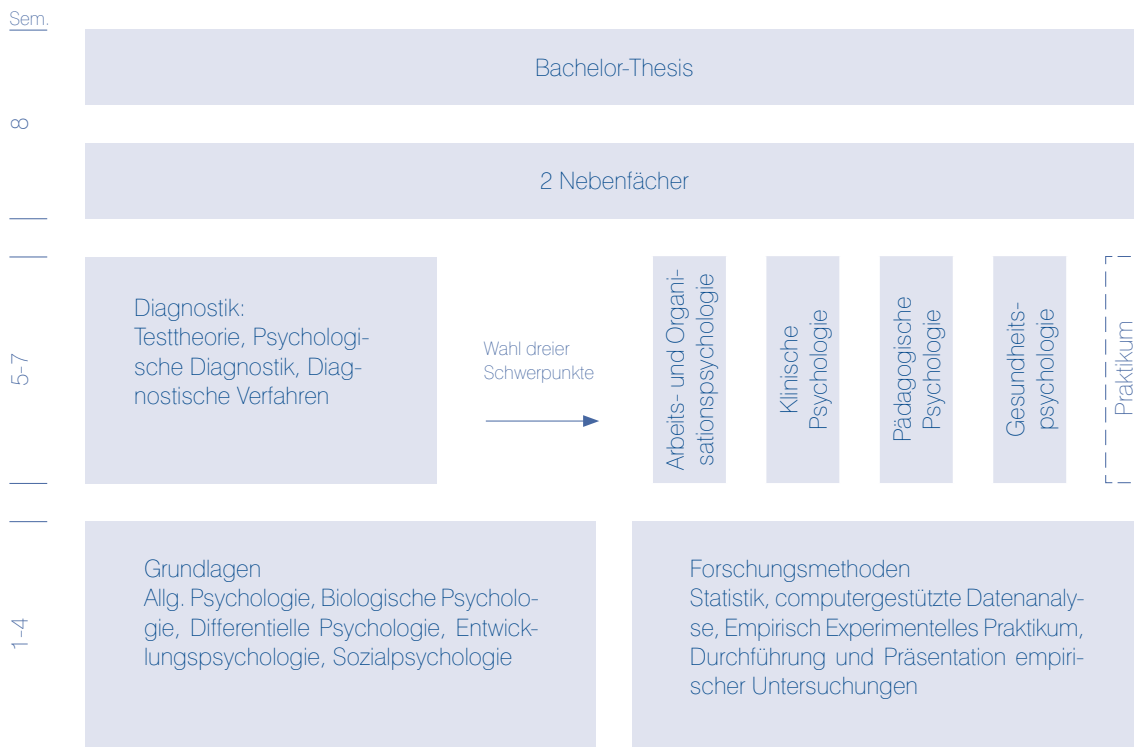 Sem.
8
Bachelor-Thesis
2 Nebenfächer
5-7
Diagnostik:
Testtheorie, Psychologi-
sche Diagnostik, Diag-
nostische Verfahren
Wahl dreier
Schwerpunkte
Arbeits- und Organi-
sationspsychologie
Klinische
Psychologie
Pädagogische
Psychologie
Gesundheits-
psychologie
Praktikum
1-4
Grundlagen
Allg. Psychologie, Biologische Psycholo-
gie, Differentielle Psychologie, Entwick-
lungspsychologie, Sozialpsychologie
Forschungsmethoden
Statistik, computergestützte Datenanaly-
se, Empirisch Experimentelles Praktikum,
Durchführung und Präsentation empiri-
scher Untersuchungen